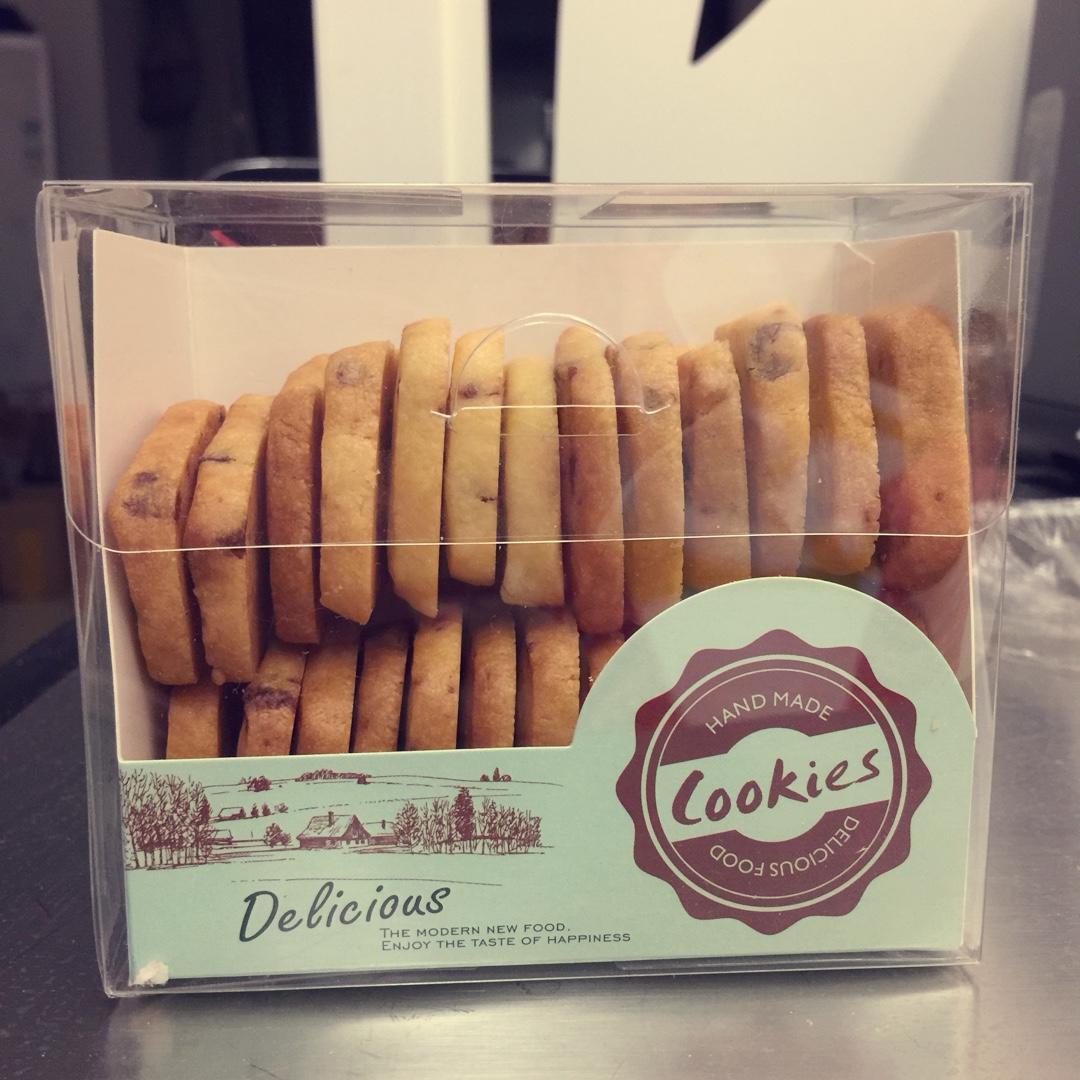 HAND MADE
Cookies
DELICIOUS FOOD
Delicious
THE MODERN NEW FOOD.
ENJOY THE TASTE OF HAPPINESS